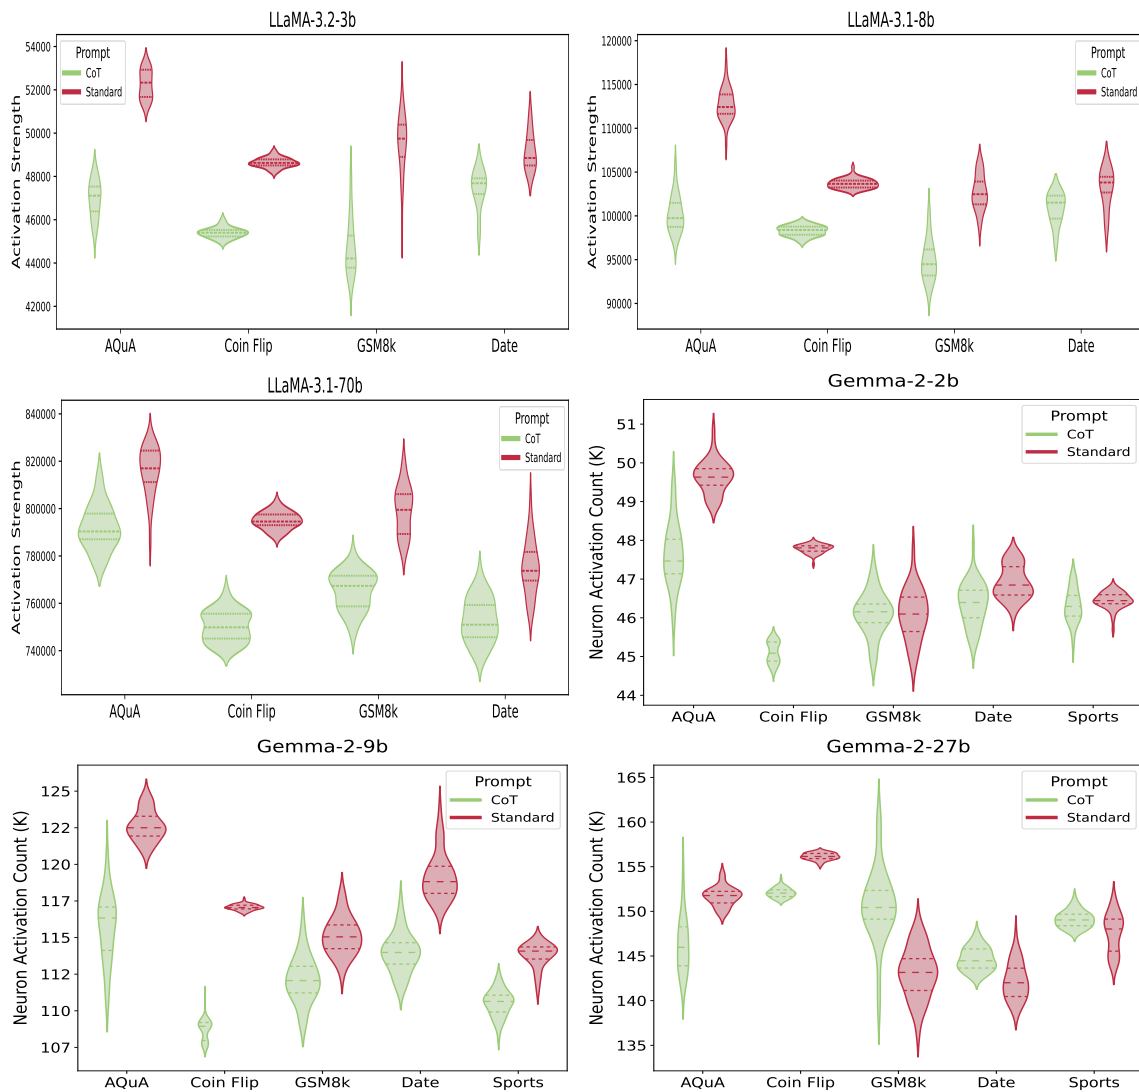 LLaMA-3.2-3b
Activation Strength
54000
52000
50000
48000
46000
44000
42000
Prompt
CoT
Standard
AQuA Coin Flip GSM8k Date
LLaMA-3.1-8b
Activation Strength
120000
115000
110000
105000
100000
95000
90000
Prompt
CoT
Standard
AQuA Coin Flip GSM8k Date
LLaMA-3.1-70b
Activation Strength
840000
820000
800000
780000
760000
740000
Prompt
CoT
Standard
AQuA Coin Flip GSM8k Date
Gemma-2-2b
Neuron Activation Count (K)
51
50
49
48
47
46
45
44
Prompt
CoT
Standard
AQuA Coin Flip GSM8k Date Sports
Gemma-2-9b
Neuron Activation Count (K)
125
122
120
117
115
112
110
107
Prompt
CoT
Standard
AQuA Coin Flip GSM8k Date Sports
Gemma-2-27b
Neuron Activation Count (K)
165
160
155
150
145
140
135
Prompt
CoT
Standard
AQuA Coin Flip GSM8k Date Sports